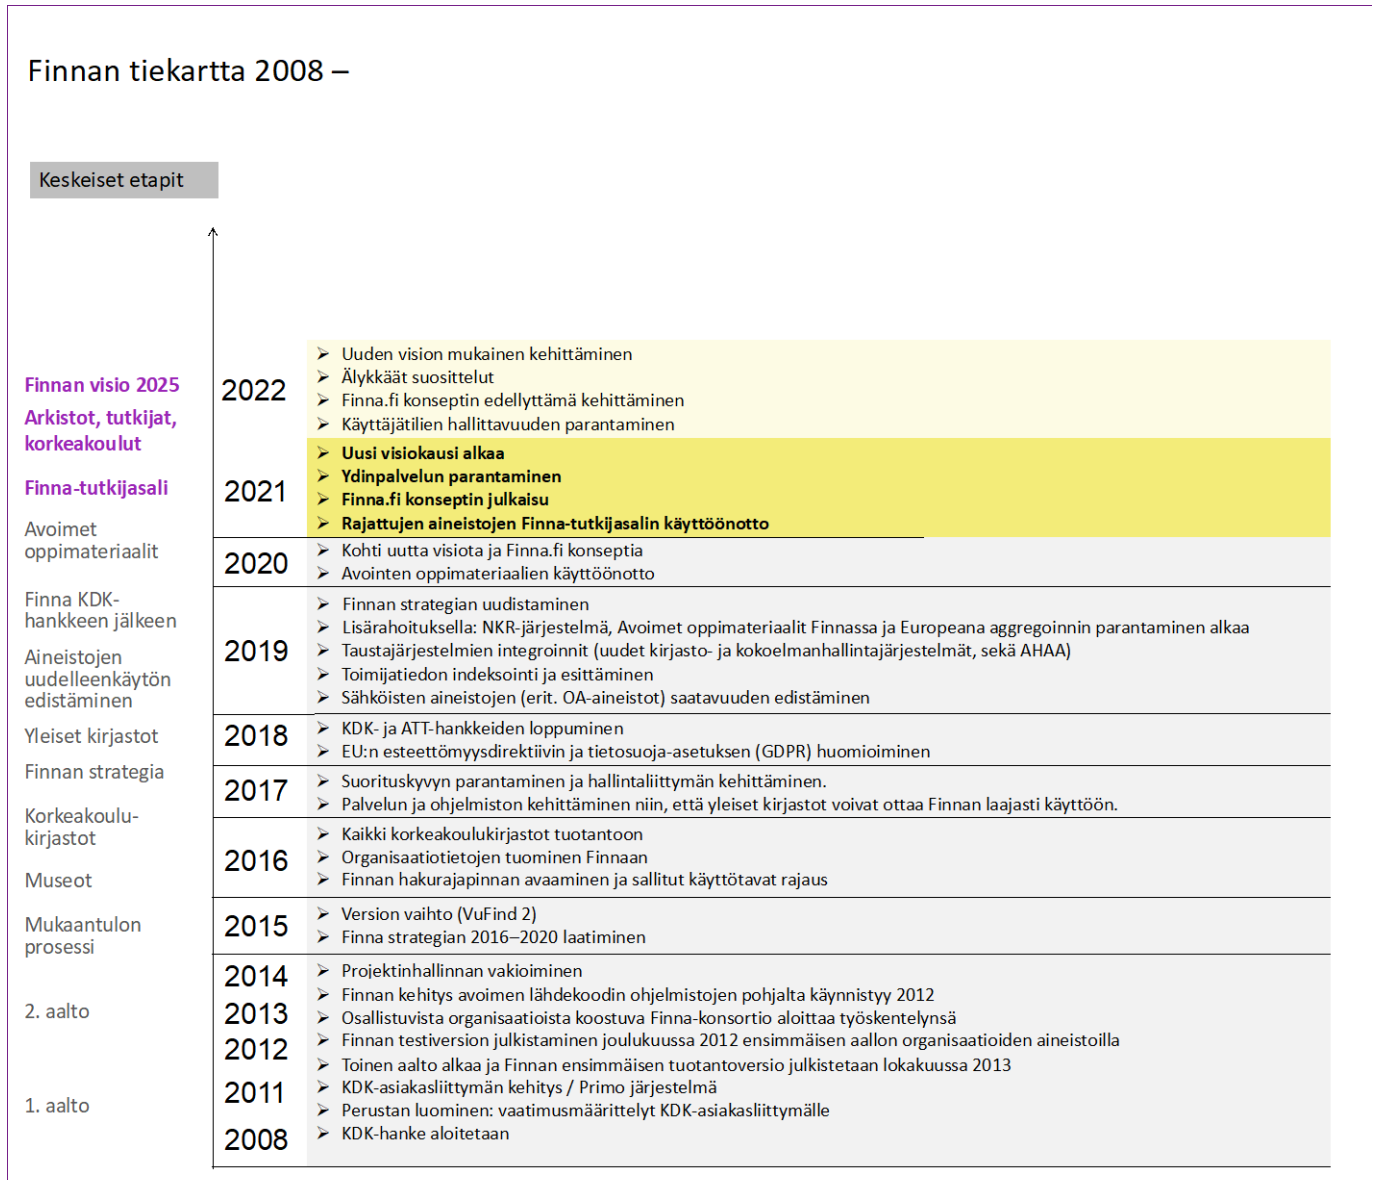 Finnan tiekartta 2008 –
Keskeiset etapit
Finnan visio 2025
Arkistot, tutkijat,
korkeakoulut
Finna-tutkijasali
Avoimet
oppimateriaalit
Finna KDK-
hankkeen jälkeen
Aineistojen
uudelleenkäytön
edistäminen
Yleiset kirjastot
Finnan strategia
Korkeakoulu-
kirjastot
Museot
Mukaantulon
prosessi
2. aalto
1. aalto
2022
➢ Uuden vision mukainen kehittäminen
➢ Älykkäät suosittelut
➢ Finna.fi konseptin edellyttämä kehittäminen
➢ Käyttäjätilien hallittavuuden parantaminen
2021
➢ Uusi visiokausi alkaa
➢ Ydinpalvelun parantaminen
➢ Finna.fi konseptin julkaisu
➢ Rajattujen aineistojen Finna-tutkijasalin käyttöönotto
2020
➢ Kohti uutta visiota ja Finna.fi konseptia
➢ Avointen oppimateriaalien käyttöönotto
2019
➢ Finnan strategian uudistaminen
➢ Lisärahoituksella: NKR-järjestelmä, Avoimet oppimateriaalit Finnassa ja Europeana aggregoinnin parantaminen alkaa
➢ Taustajärjestelmien integroinnit (uudet kirjasto- ja kokoelmanhallintajärjestelmät, sekä AHAA)
➢ Toimijatiedon indeksointi ja esittäminen
➢ Sähköisten aineistojen (erit. OA-aineistot) saatavuuden edistäminen
2018
➢ KDK- ja ATT-hankkeiden loppuminen
➢ EU:n esteettömyysdirektiivin ja tietosuoja-asetuksen (GDPR) huomioiminen
2017
➢ Suorituskyvyn parantaminen ja hallintaliittymän kehittäminen.
➢ Palvelun ja ohjelmiston kehittäminen niin, että yleiset kirjastot voivat ottaa Finnan laajasti käyttöön.
2016
➢ Kaikki korkeakoulukirjastot tuotantoon
➢ Organisaatiotietojen tuominen Finnaan
➢ Finnan hakurajapinnan avaaminen ja sallitut käyttötavat rajaus
2015
➢ Version vaihto (VuFind 2)
➢ Finna strategian 2016–2020 laatiminen
2014
2013
2012
2011
2008
➢ Projektinhallinnan vakioiminen
➢ Finnan kehitys avoimen lähdekoodin ohjelmistojen pohjalta käynnistyy 2012
➢ Osallistuvista organisaatioista koostuva Finna-konsortio aloittaa työskentelynsä
➢ Finnan testiversion julkistaminen joulukuussa 2012 ensimmäisen aallon organisaatioiden aineistoilla
➢ Toinen aalto alkaa ja Finnan ensimmäisen tuotantoversio julkistetaan lokakuussa 2013
➢ KDK-asiakasliittymän kehitys / Primo järjestelmä
➢ Perustan luominen: vaatimusmäärittelyt KDK-asiakasliittymälle
➢ KDK-hanke aloitetaan